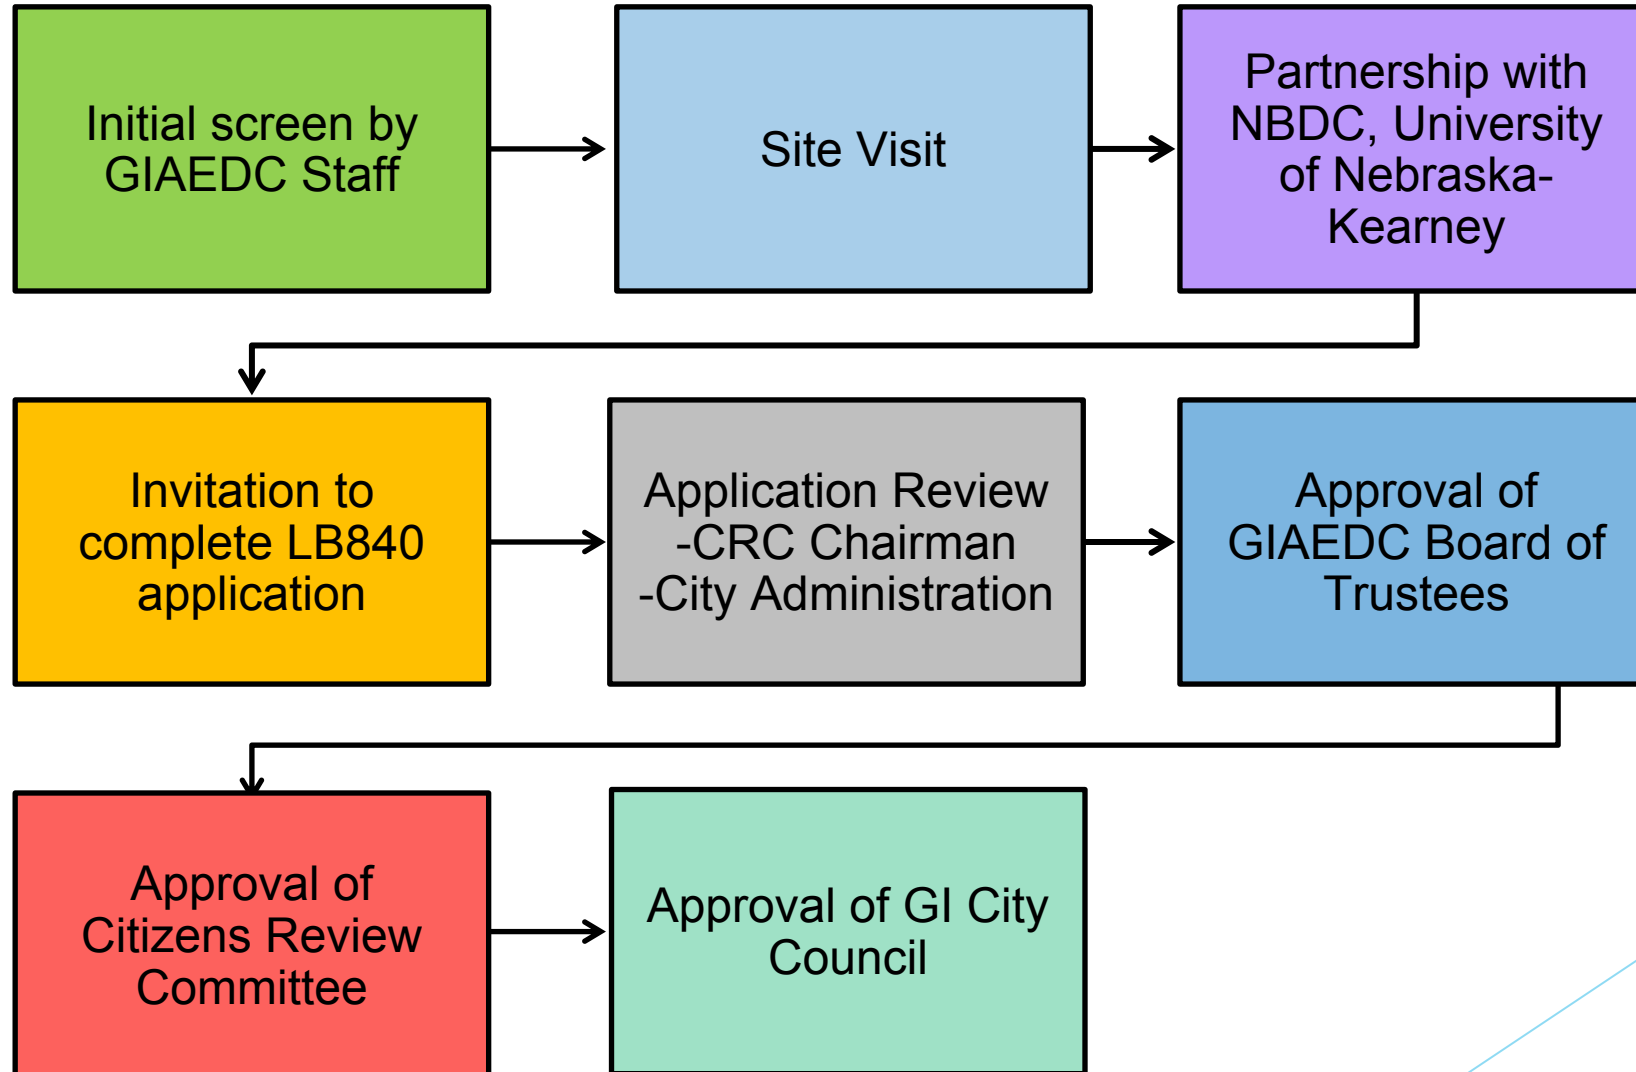 Initial screen by
GIAEDC Staff
Site Visit
Partnership with
NBDC, University
of Nebraska-
Kearney
Invitation to
complete LB840
application
Application Review
-CRC Chairman
-City Administration
Approval of
GIAEDC Board of
Trustees
Approval of
Citizens Review
Committee
Approval of GI City
Council